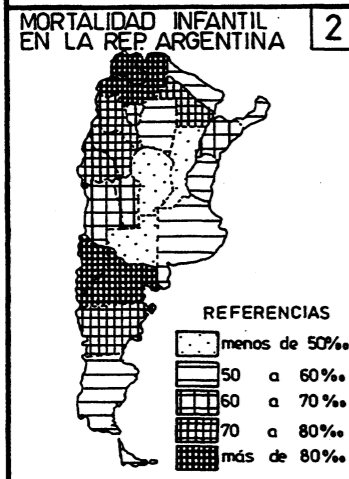 MORTALIDAD INFANTIL
EN LA REP. ARGENTINA
2
REFERENCIAS
menos de 50‰
50 a 60‰
60 a 70‰
70 a 80‰
más de 80‰